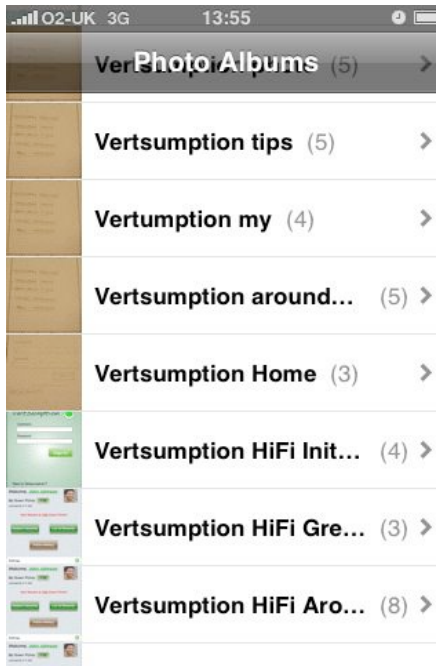 O2-UK 3G 13:55
Photo Albums
(5)
Vertsumption tips (5)
Vertumption my (4)
Vertsumption around... (5)
Vertsumption Home (3)
Vertsumption HiFi Init... (4)
Vertsumption HiFi Gre... (3)
Vertsumption HiFi Aro... (8)